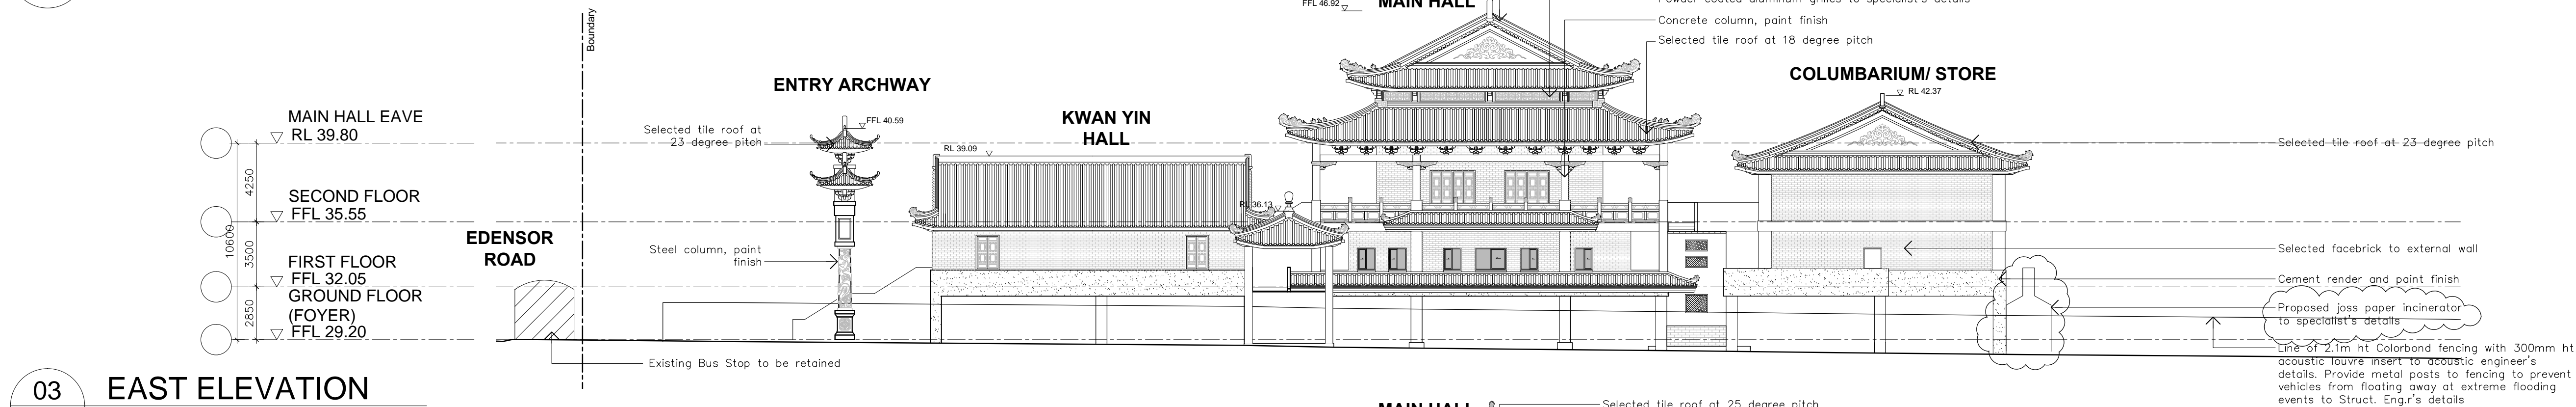 FFL 46.92
MAIN HALL
Powder coated aluminum grilles to specialist's details
Concrete column, paint finish
Selected tile roof at 18 degree pitch
Boundary
ENTRY ARCHWAY
COLUMBARIUM/ STORE
RL 42.37
MAIN HALL EAVE
RL 39.80
KWAN YIN
HALL
FFL 40.59
Selected tile roof at
23 degree pitch
RL 39.09
Selected tile roof at 23 degree pitch
4250
SECOND FLOOR
FFL 35.55
RL 36.13
EDENSOR
ROAD
10600
3500
Steel column, paint
finish
Selected facebrick to external wall
FIRST FLOOR
FFL 32.05
Cement render and paint finish
GROUND FLOOR
(FOYER)
FFL 29.20
2850
Proposed joss paper incinerator
to specialist's details
Existing Bus Stop to be retained
Line of 2.1m ht Colorbond fencing with 300mm ht
acoustic louvre insert to acoustic engineer's
details. Provide metal posts to fencing to prevent
vehicles from floating away at extreme flooding
events to Struct. Eng.r's details
03 EAST ELEVATION
MAIN HALL
Selected tile roof at 25 degree pitch